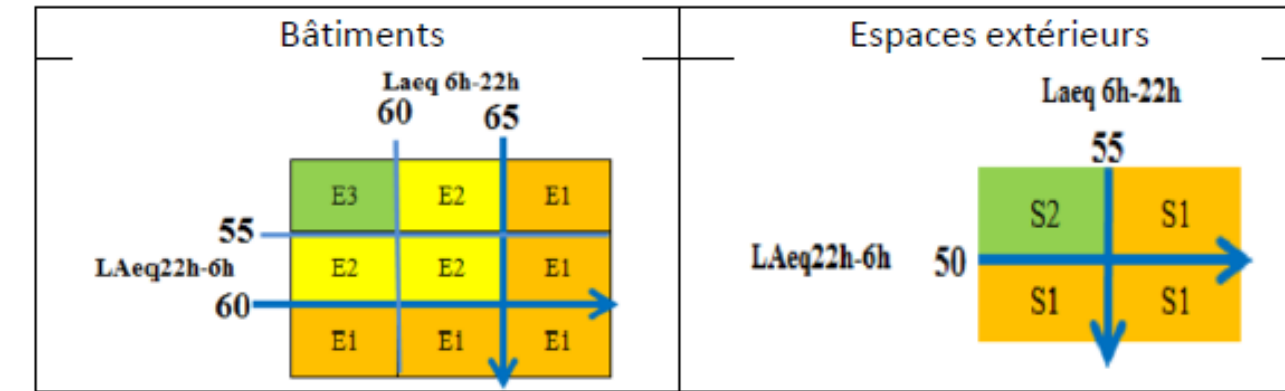 Bâtiments
Laeq 6h-22h
60 65
E3 E2 E1
55
LAeq22h-6h
E2 E2 E1
60
E1 E1 E1
Espaces extérieurs
Laeq 6h-22h
55
S2 S1
LAeq22h-6h 50
S1 S1